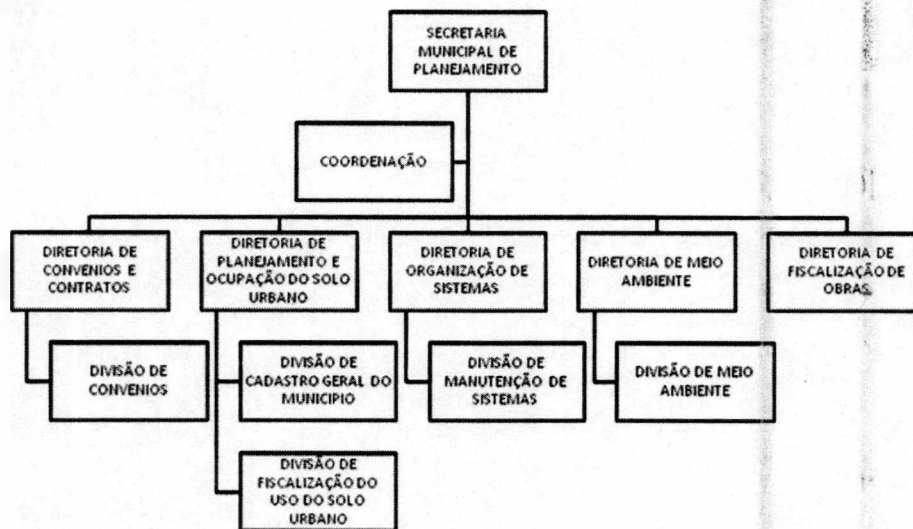 SECRETARIA
MUNICIPAL DE
PLANEJAMENTO
COORDENAÇÃO
DIRETORIA DE
CONVENIOS E
CONTRATOS
DIRETORIA DE
PLANEJAMENTO E
OCUPAÇÃO DO SOLO
URBANO
DIRETORIA DE
ORGANIZAÇÃO DE
SISTEMAS
DIRETORIA DE MEIO
AMBIENTE
DIRETORIA DE
FISCALIZAÇÃO DE
OBRAS
DIVISÃO DE
CONVENIOS
DIVISÃO DE
CADASTRO GERAL DO
MUNICIPIO
DIVISÃO DE
MANUTENÇÃO DE
SISTEMAS
DIVISÃO DE MEIO
AMBIENTE
DIVISÃO DE
FISCALIZAÇÃO DO
USO DO SOLO
URBANO